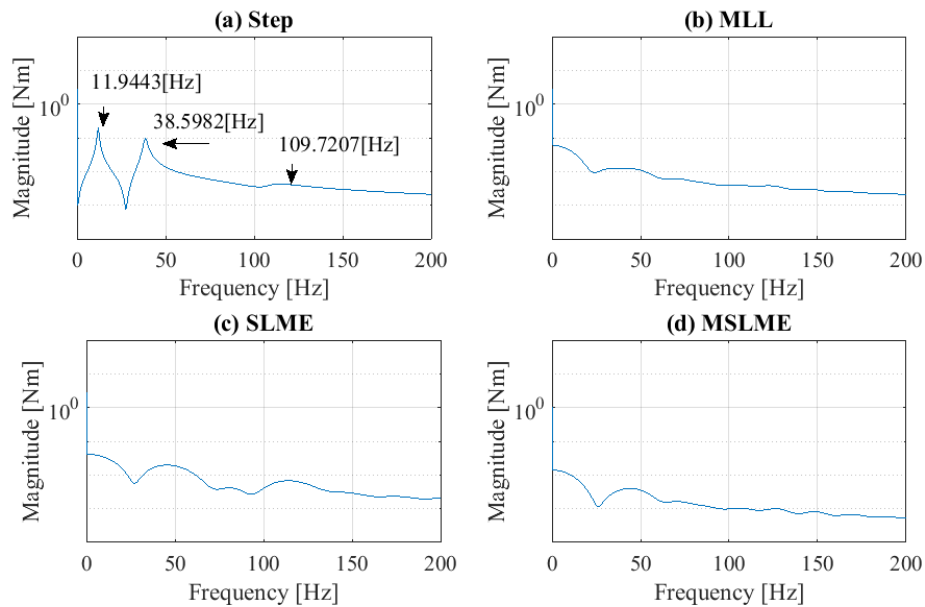 (a) Step
Magnitude [Nm]
10^0
11.9443[Hz]
38.5982[Hz]
109.7207[Hz]
0 50 100 150 200
Frequency [Hz]
(b) MLL
Magnitude [Nm]
10^0
0 50 100 150 200
Frequency [Hz]
(c) SLME
Magnitude [Nm]
10^0
0 50 100 150 200
Frequency [Hz]
(d) MSLME
Magnitude [Nm]
10^0
0 50 100 150 200
Frequency [Hz]